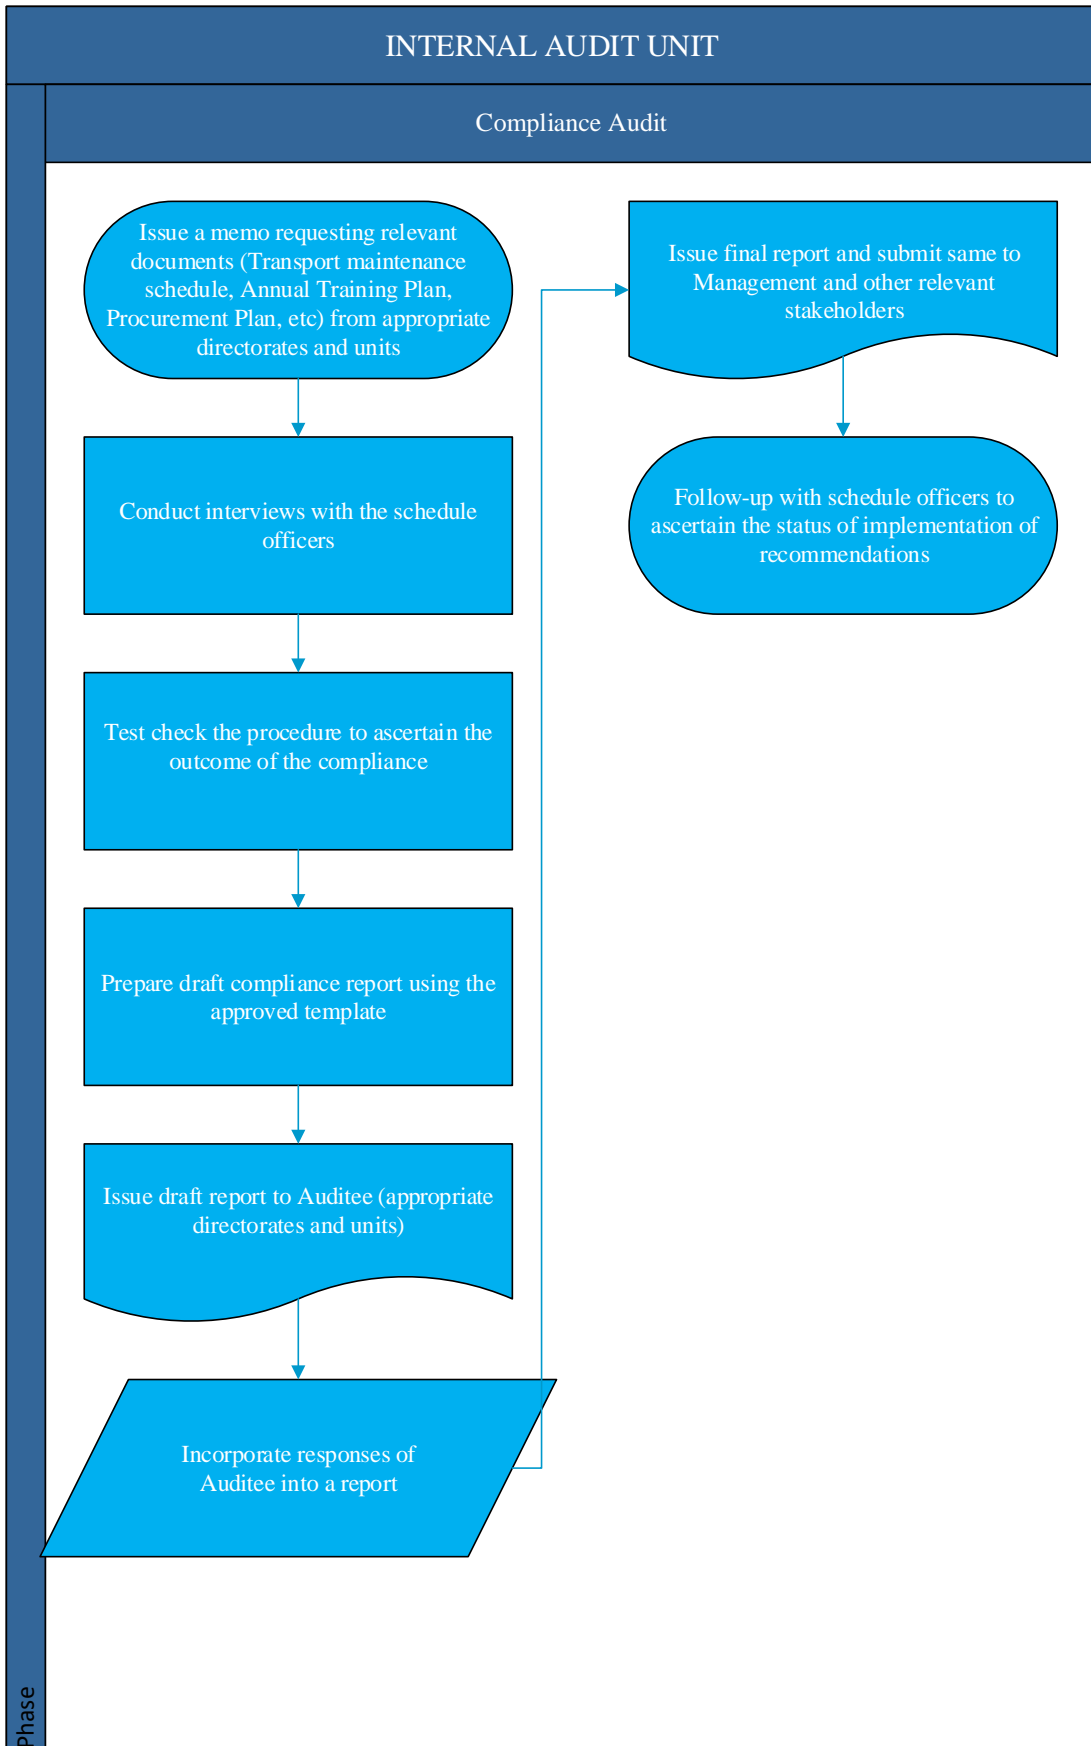 INTERNAL AUDIT UNIT
Compliance Audit
Issue a memo requesting relevant
documents (Transport maintenance
schedule, Annual Training Plan,
Procurement Plan, etc) from appropriate
directorates and units
Conduct interviews with the schedule
officers
Test check the procedure to ascertain the
outcome of the compliance
Prepare draft compliance report using the
approved template
Issue draft report to Auditee (appropriate
directorates and units)
Incorporate responses of
Auditee into a report
Issue final report and submit same to
Management and other relevant
stakeholders
Follow-up with schedule officers to
ascertain the status of implementation of
recommendations
Phase